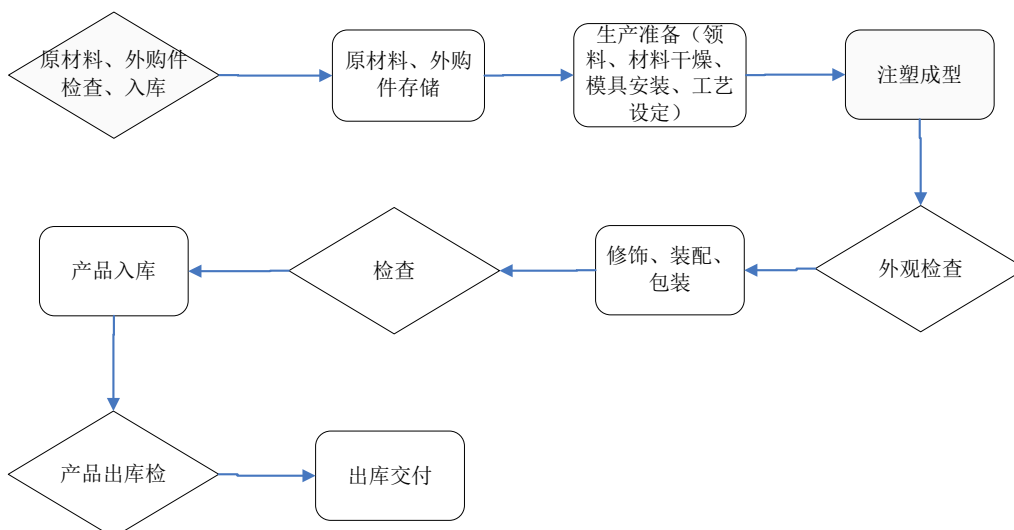 原材料、外购件
检查、入库
原材料、外购
件存储
生产准备（领
料、材料干燥、
模具安装、工艺
设定）
注塑成型
外观检查
修饰、装配、
包装
检查
产品入库
产品出库检
出库交付